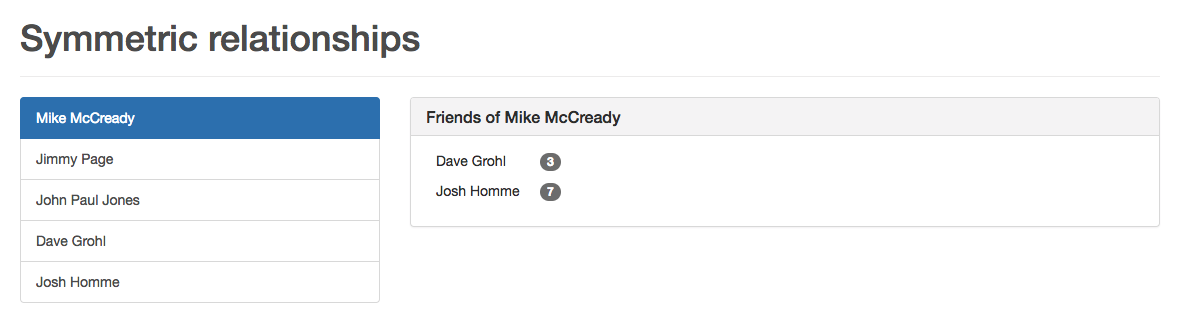 Symmetric relationships
Mike McCready
Jimmy Page
John Paul Jones
Dave Grohl
Josh Homme
Friends of Mike McCready
Dave Grohl 3
Josh Homme 7